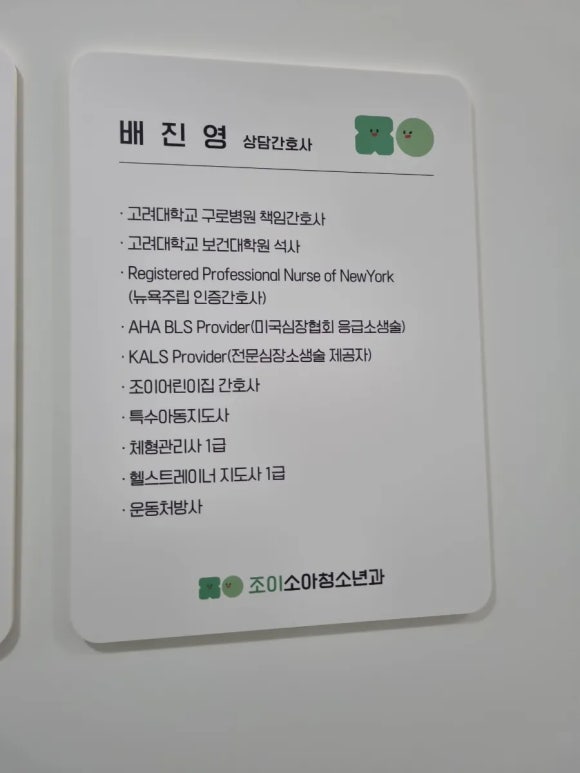 배진영 상담간호사
· 고려대학교 구로병원 책임간호사
· 고려대학교 보건대학원 석사
· Registered Professional Nurse of NewYork
(뉴욕주립 인증간호사)
· AHA BLS Provider(미국심장협회 응급소생술)
· KALS Provider(전문심장소생술 제공자)
· 조이어린이집 간호사
· 특수아동지도사
· 체형관리사 1급
· 헬스트레이너 지도사 1급
· 운동처방사
조이소아청소년과